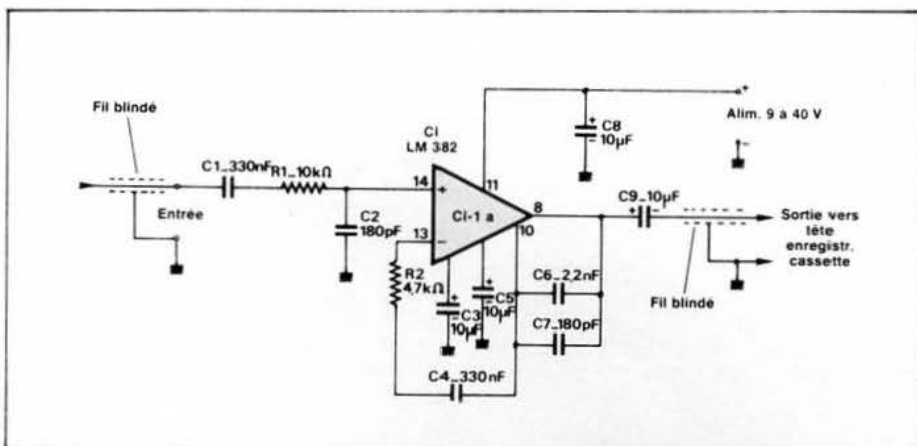 Fil blindé
C1_330nF
R1_10kΩ
Entrée
C2
180pF
Ci
LM 382
14
+
13
−
Ci-1 a
11
8
10
R2
4,7kΩ
+
− C3
10µF
+
− C5
10µF
C4_330nF
+
− C8
10µF
+
Alim. 9 à 40 V
−
C6_2,2nF
C7_180pF
C9_10µF
+ −
Fil blindé
Sortie vers
tête
enregistr.
cassette